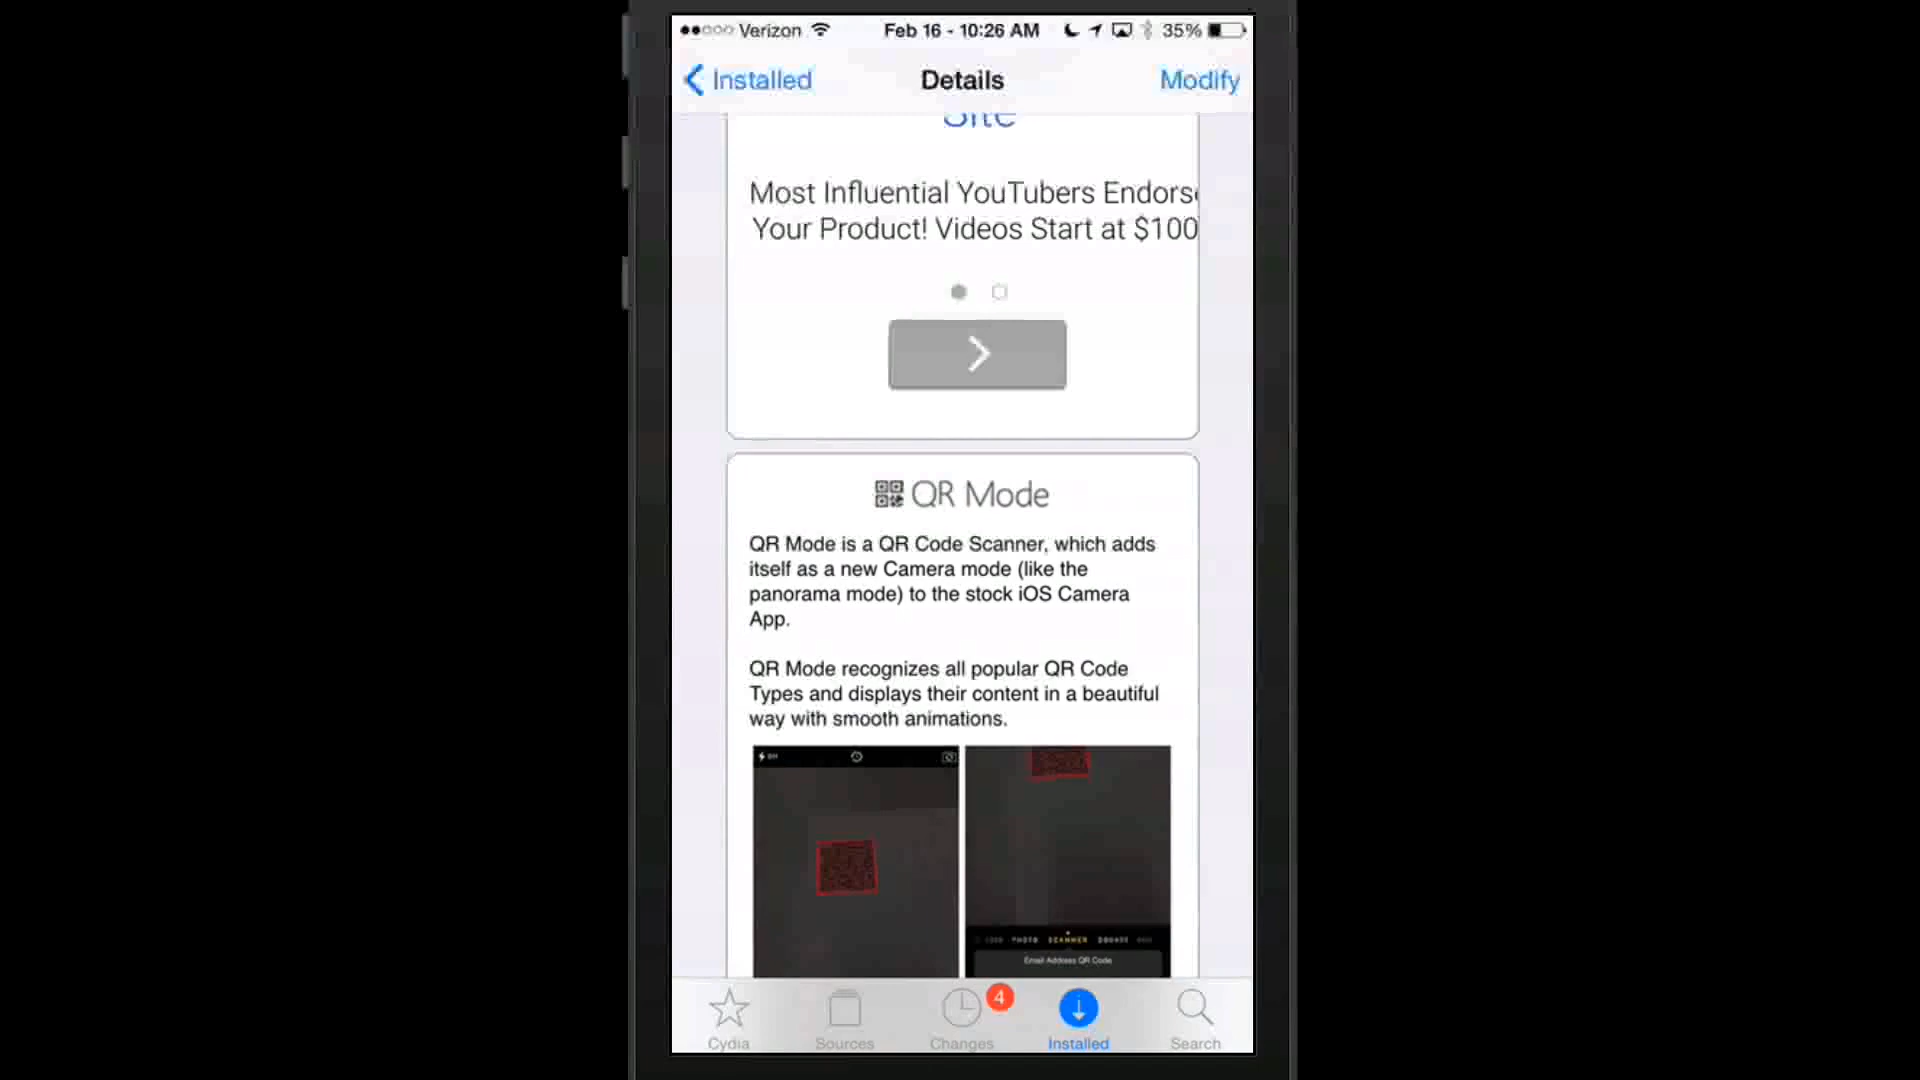 Verizon Feb 16 - 10:26 AM 35%
Installed Details Modify
Site
Most Influential YouTubers Endorse
Your Product! Videos Start at $100
QR Mode
QR Mode is a QR Code Scanner, which adds
itself as a new Camera mode (like the
panorama mode) to the stock iOS Camera
App.
QR Mode recognizes all popular QR Code
Types and displays their content in a beautiful
way with smooth animations.
PHOTO SCANNER SQUARE
Email Address QR Code
4
Cydia Sources Changes Installed Search